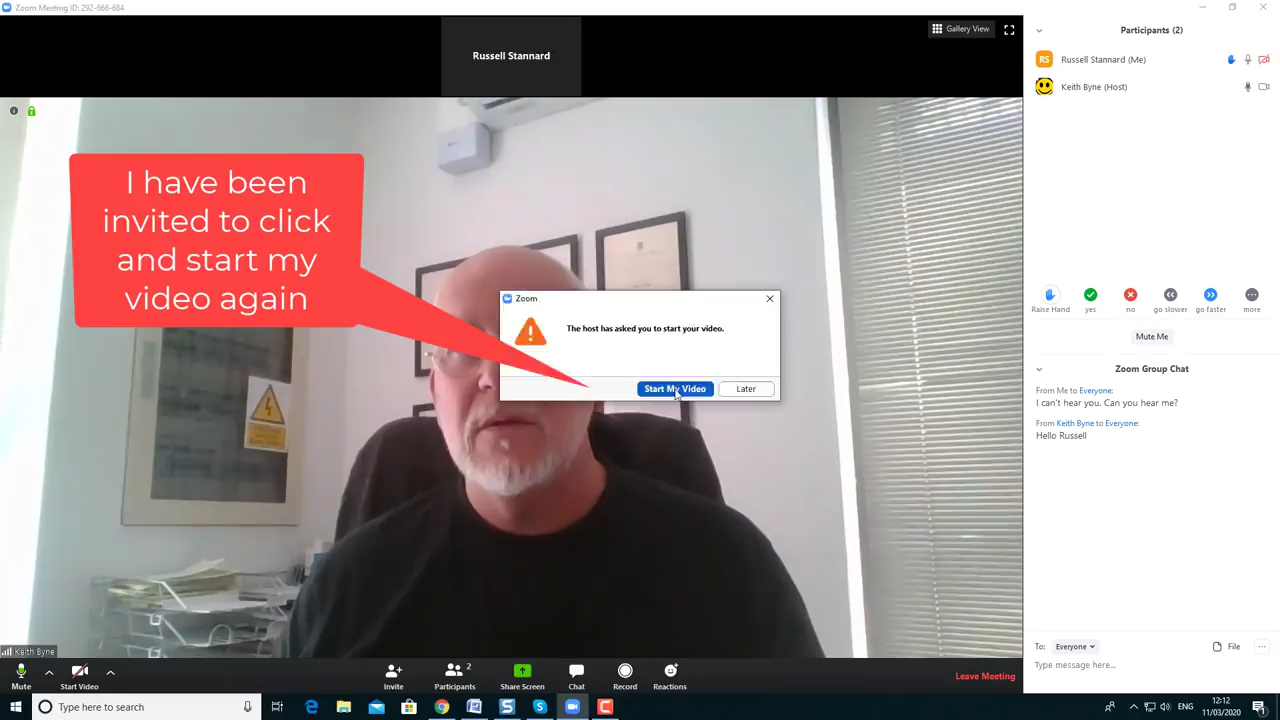 Zoom Meeting ID: 292-668-684
Russell Stannard
Gallery View
Participants (2)
RS Russell Stannard (Me)
Keith Byne (Host)
I have been
invited to click
and start my
video again
Zoom
The host has asked you to start your video.
Start My Video Later
Raise Hand yes no go slower go faster more
Mute Me
Zoom Group Chat
From Me to Everyone:
I can't hear you. Can you hear me?
From Keith Byne to Everyone:
Hello Russell
To: Everyone File
Type message here...
Keith Byne
Mute Start Video Invite Participants 2 Share Screen Chat Record Reactions Leave Meeting
Type here to search
ENG
12:12
11/03/2020
1